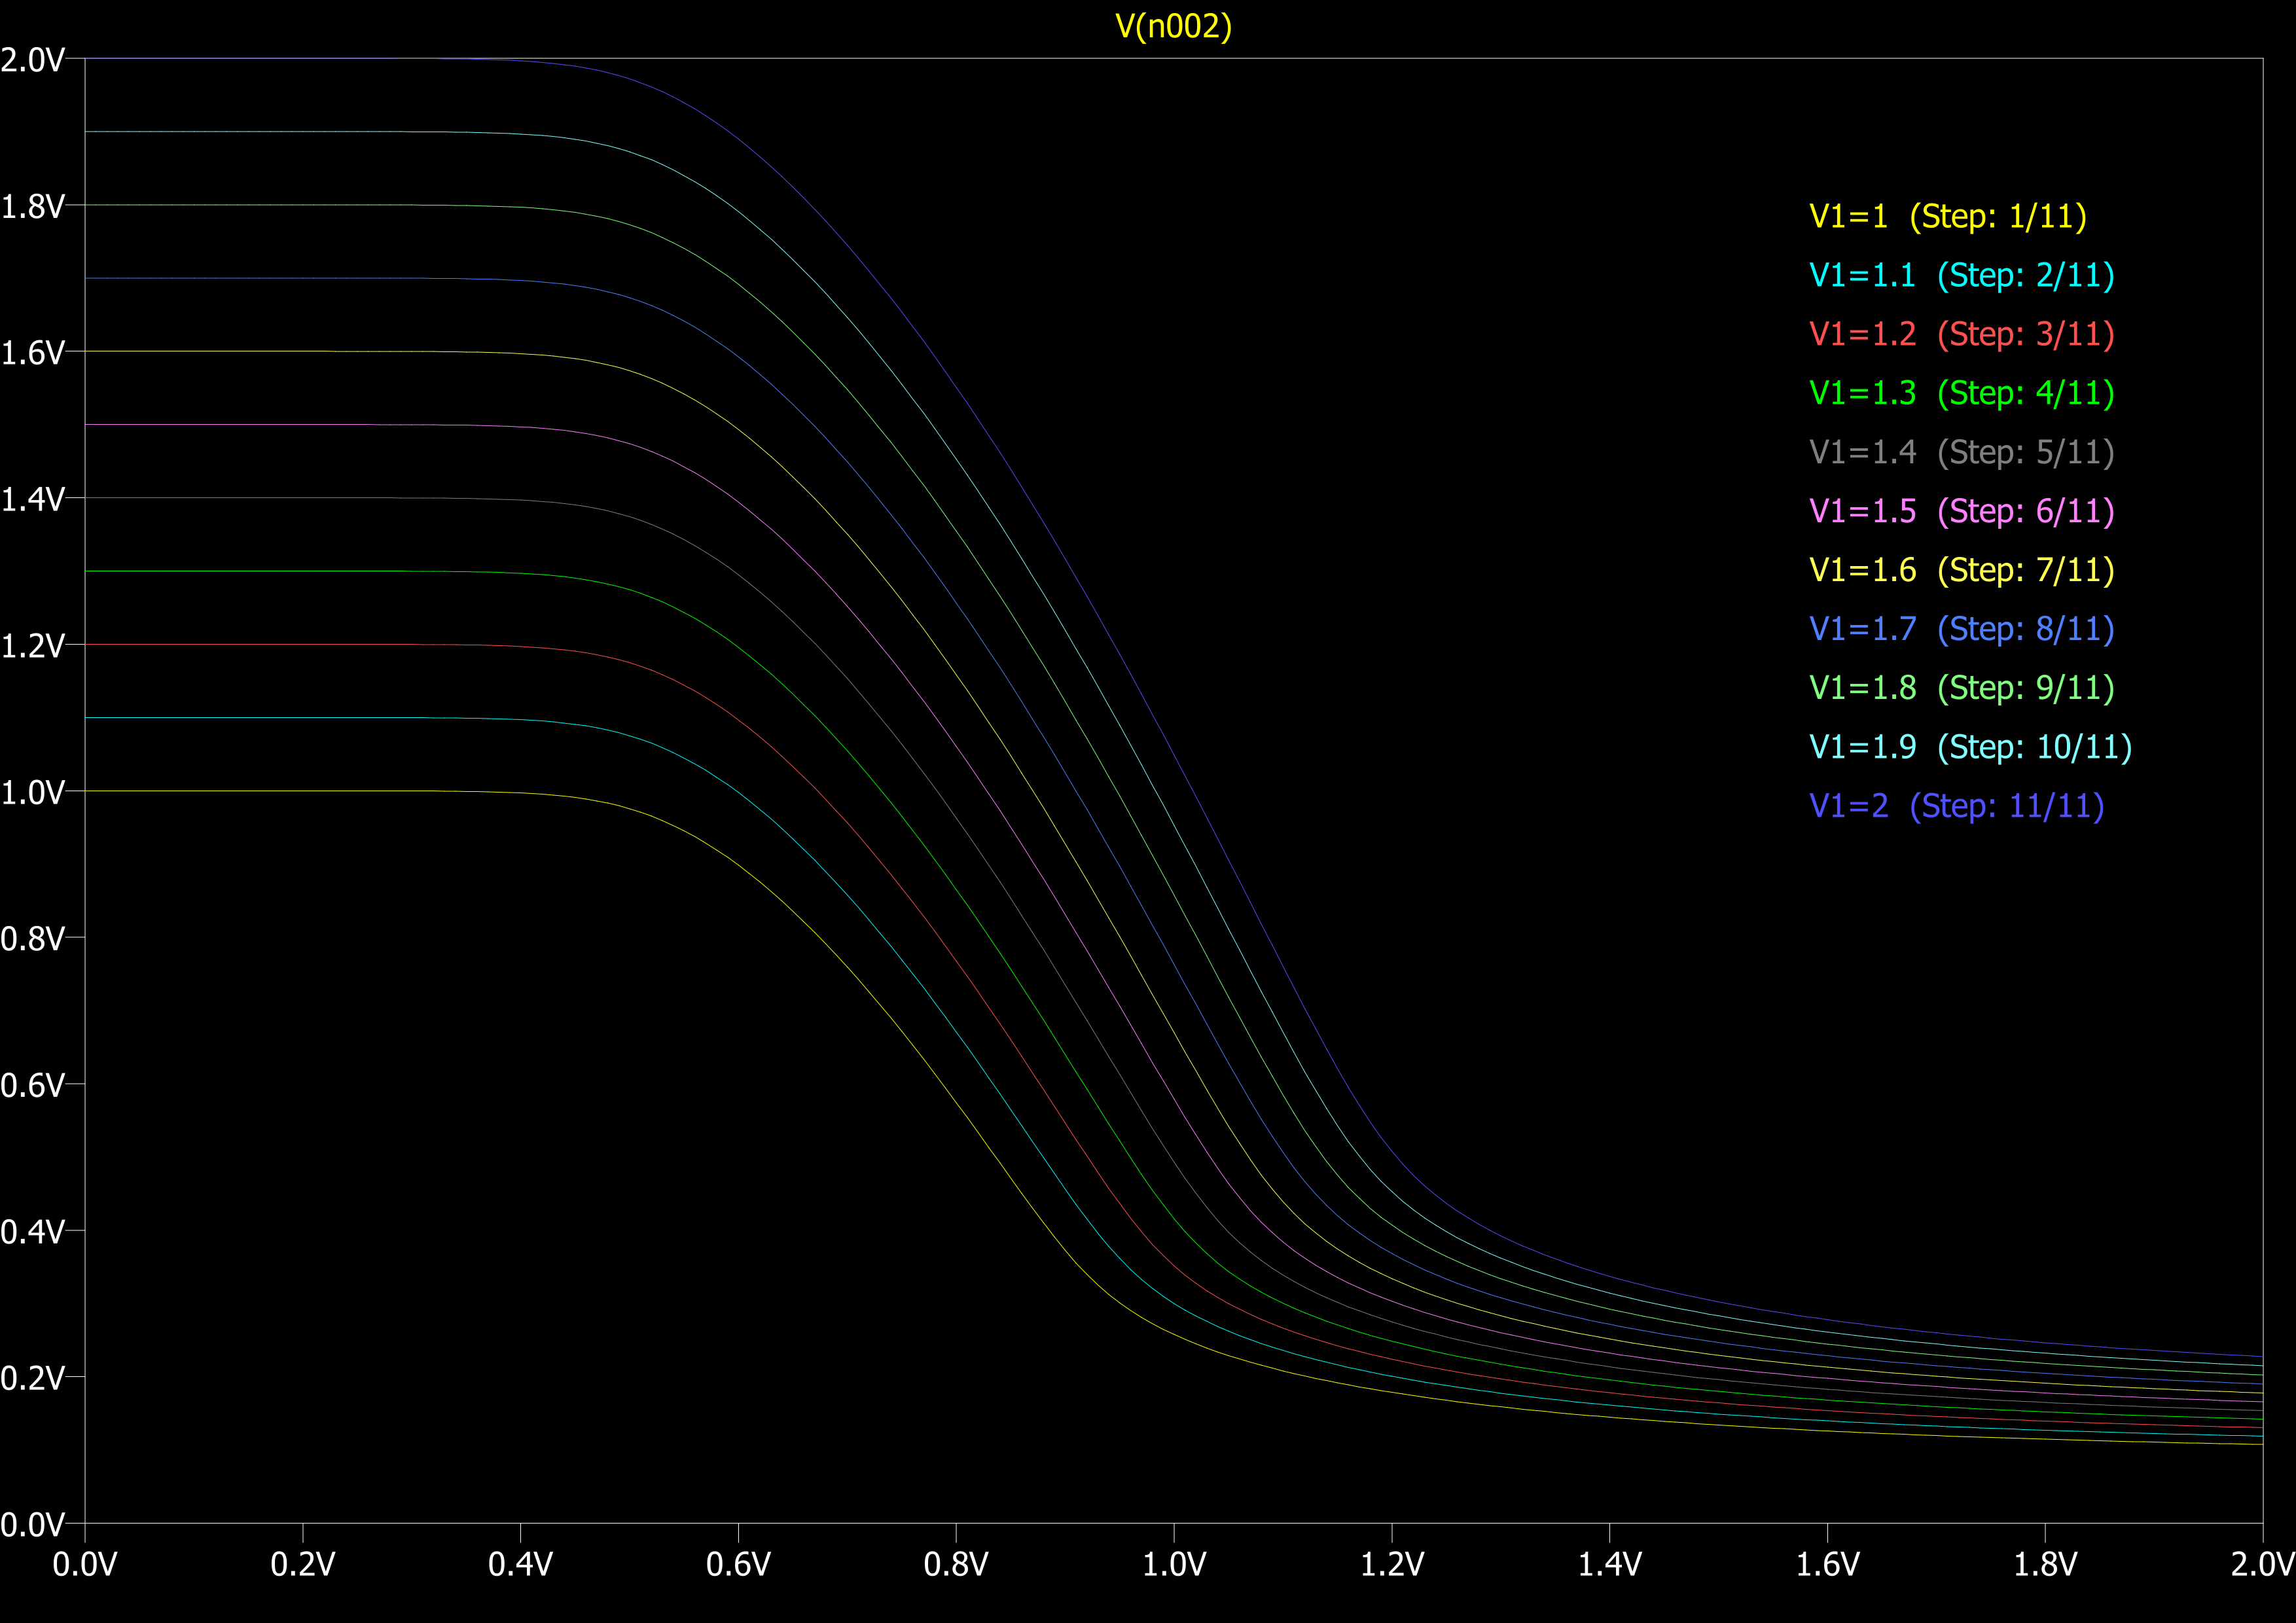 V(n002)
2.0V
1.8V
1.6V
1.4V
1.2V
1.0V
0.8V
0.6V
0.4V
0.2V
0.0V
V1=1 (Step: 1/11)
V1=1.1 (Step: 2/11)
V1=1.2 (Step: 3/11)
V1=1.3 (Step: 4/11)
V1=1.4 (Step: 5/11)
V1=1.5 (Step: 6/11)
V1=1.6 (Step: 7/11)
V1=1.7 (Step: 8/11)
V1=1.8 (Step: 9/11)
V1=1.9 (Step: 10/11)
V1=2 (Step: 11/11)
0.0V 0.2V 0.4V 0.6V 0.8V 1.0V 1.2V 1.4V 1.6V 1.8V 2.0V